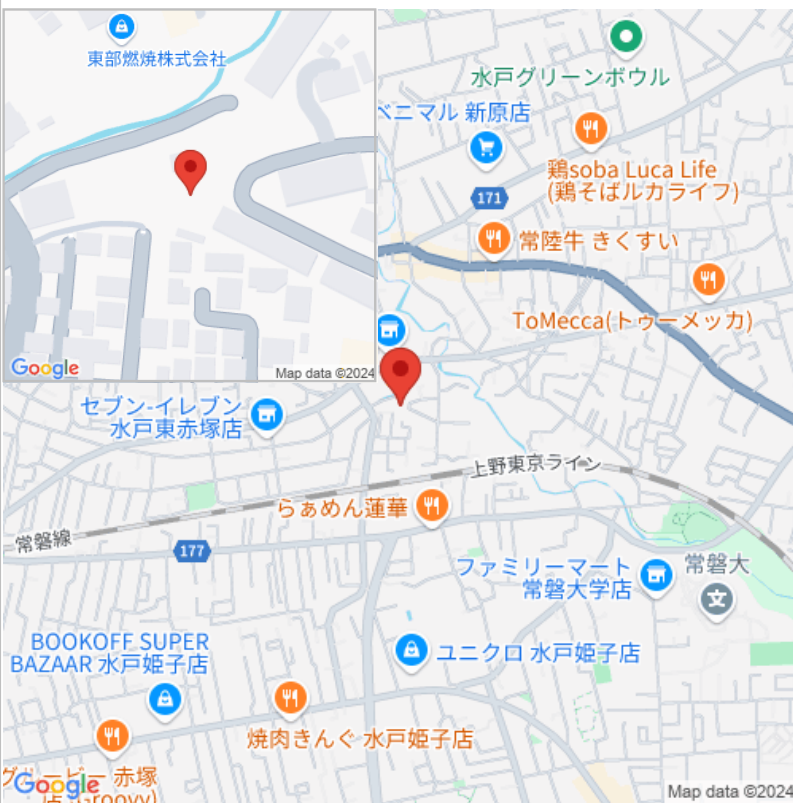 東部燃焼株式会社
Google
Map data ©2024
水戸グリーンボウル
ベニマル 新原店
鶏soba Luca Life
(鶏そばルカライフ)
171
常陸牛 きくすい
ToMecca(トゥーメッカ)
セブン-イレブン
水戸東赤塚店
上野東京ライン
らぁめん蓮華
常磐線
177
ファミリーマート
常磐大学店
常磐大
文
BOOKOFF SUPER
BAZAAR 水戸姫子店
ユニクロ 水戸姫子店
焼肉きんぐ 水戸姫子店
赤塚
Google
Map data ©2024